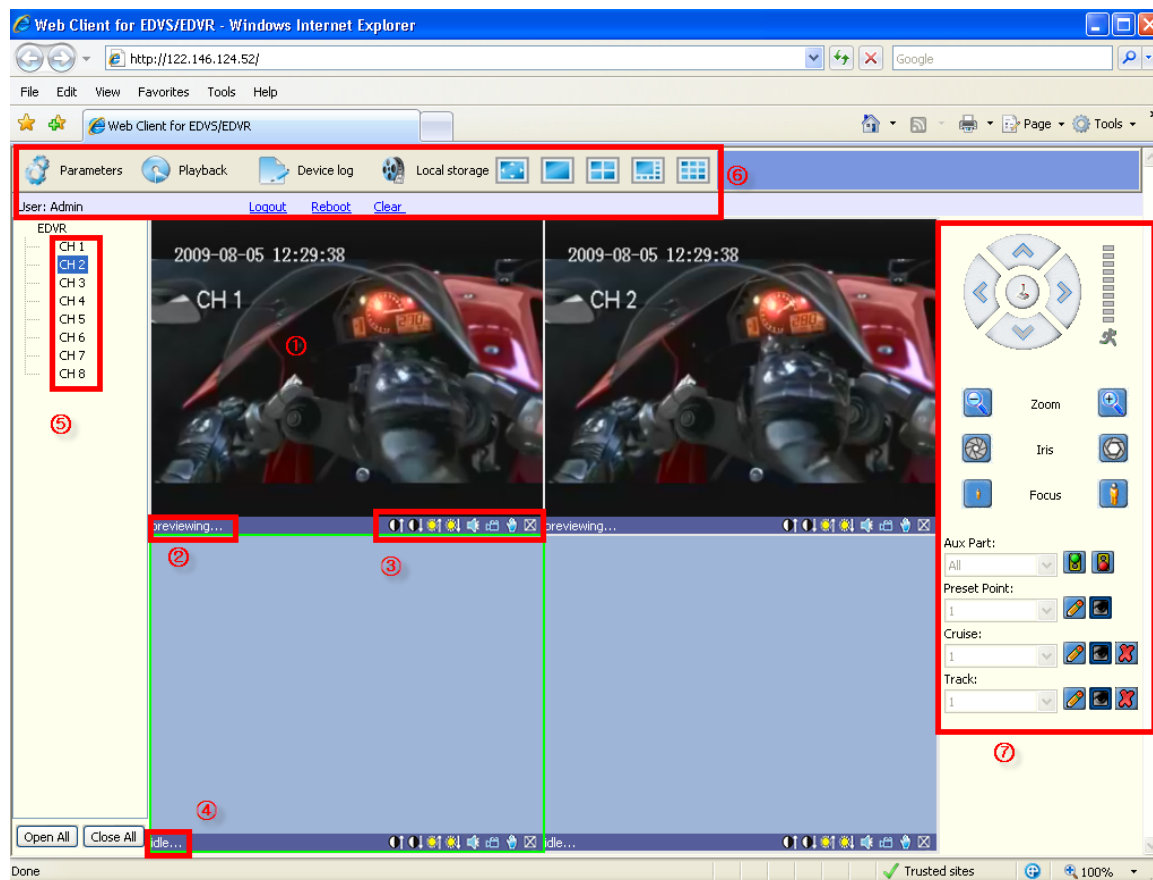 Web Client for EDVS/EDVR - Windows Internet Explorer
http://122.146.124.52/
Google
File Edit View Favorites Tools Help
Web Client for EDVS/EDVR
Page Tools
Parameters Playback Device log Local storage
⑥
User: Admin Logout Reboot Clear
EDVR
CH 1
CH 2
CH 3
CH 4
CH 5
CH 6
CH 7
CH 8
⑤
2009-08-05 12:29:38
CH 1
①
270
previewing...
②
③
2009-08-05 12:29:38
CH 2
280
previewing...
Zoom
Iris
Focus
Aux Part:
All
Preset Point:
1
Cruise:
1
Track:
1
⑦
④
Open All Close All
idle...
idle...
Done
Trusted sites
100%